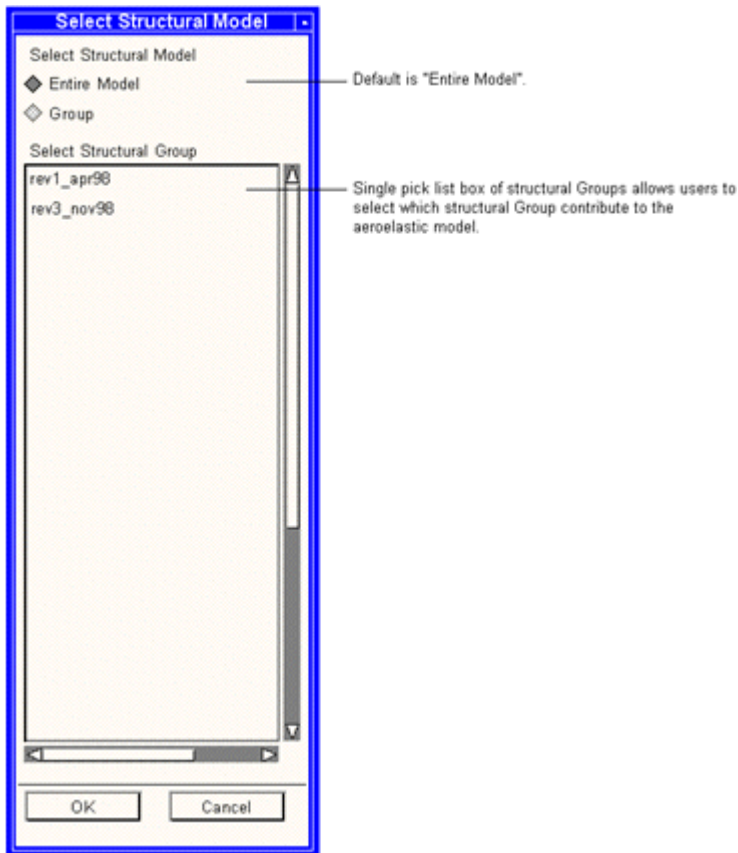 Select Structural Model
Select Structural Model
Entire Model
Default is "Entire Model".
Group
Select Structural Group
rev1_apr98
rev3_nov98
Single pick list box of structural Groups allows users to
select which structural Group contribute to the
aeroelastic model.
OK
Cancel